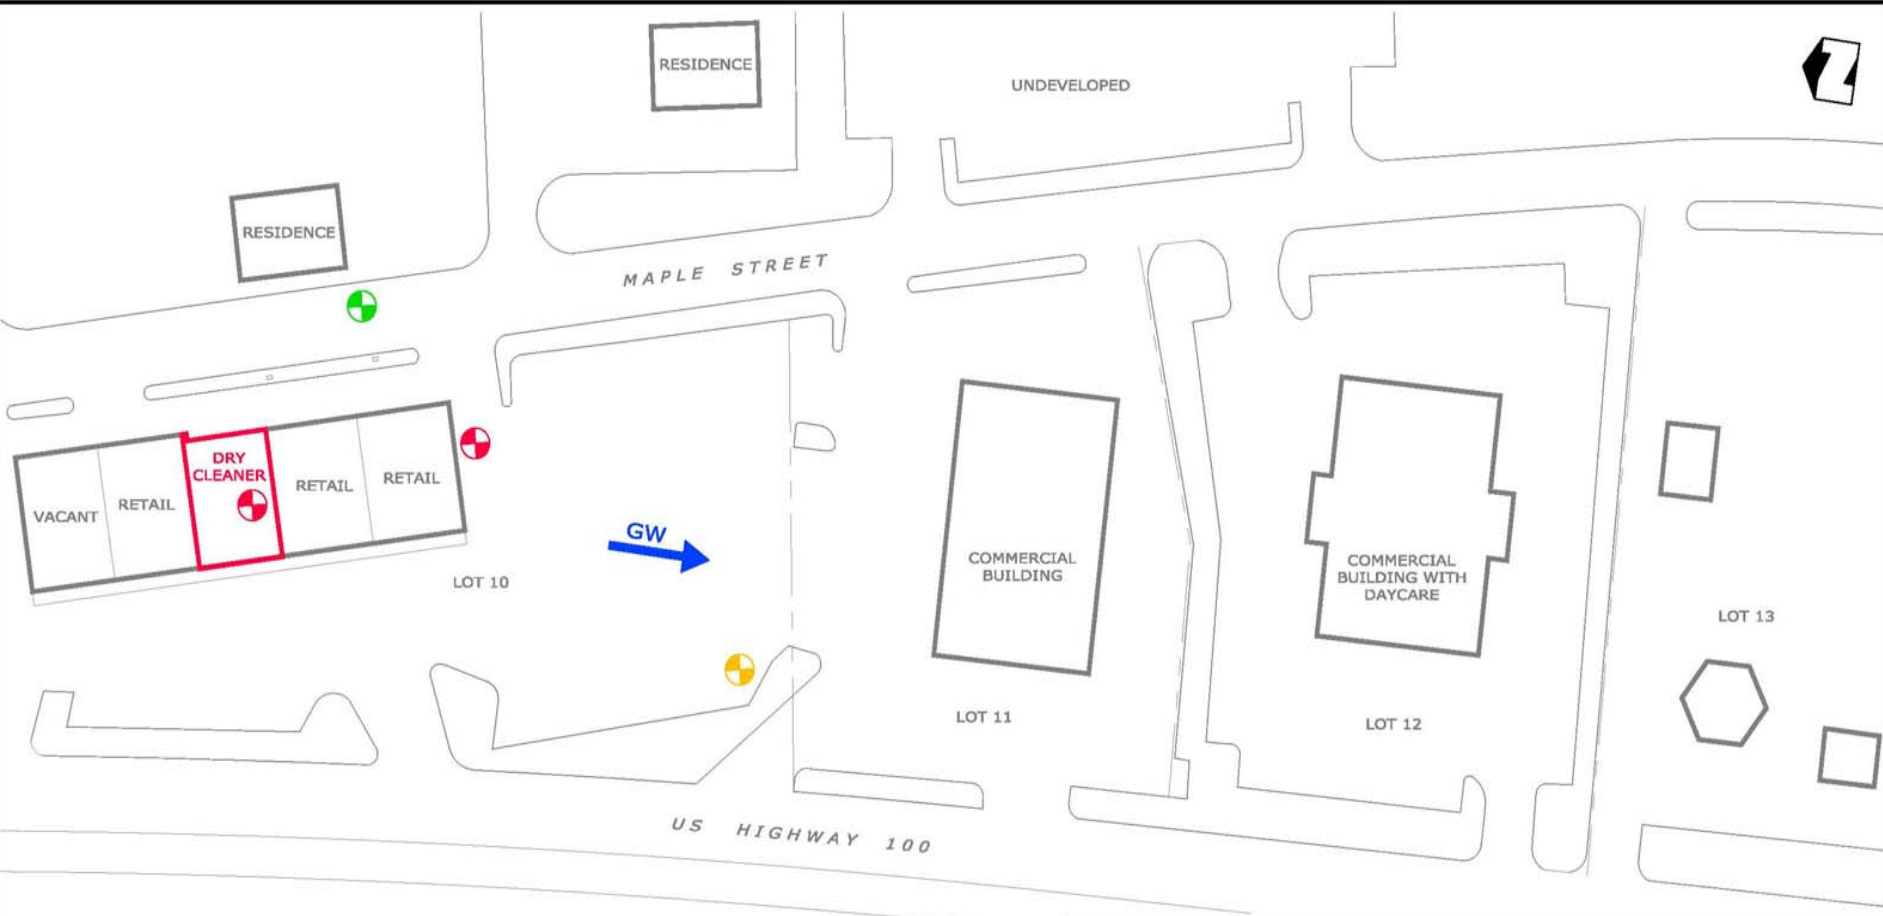 RESIDENCE
UNDEVELOPED
RESIDENCE
MAPLE STREET
DRY
CLEANER
VACANT
RETAIL
RETAIL
RETAIL
GW
LOT 10
COMMERCIAL
BUILDING
COMMERCIAL
BUILDING WITH
DAYCARE
LOT 11
LOT 12
LOT 13
US HIGHWAY 100
Z